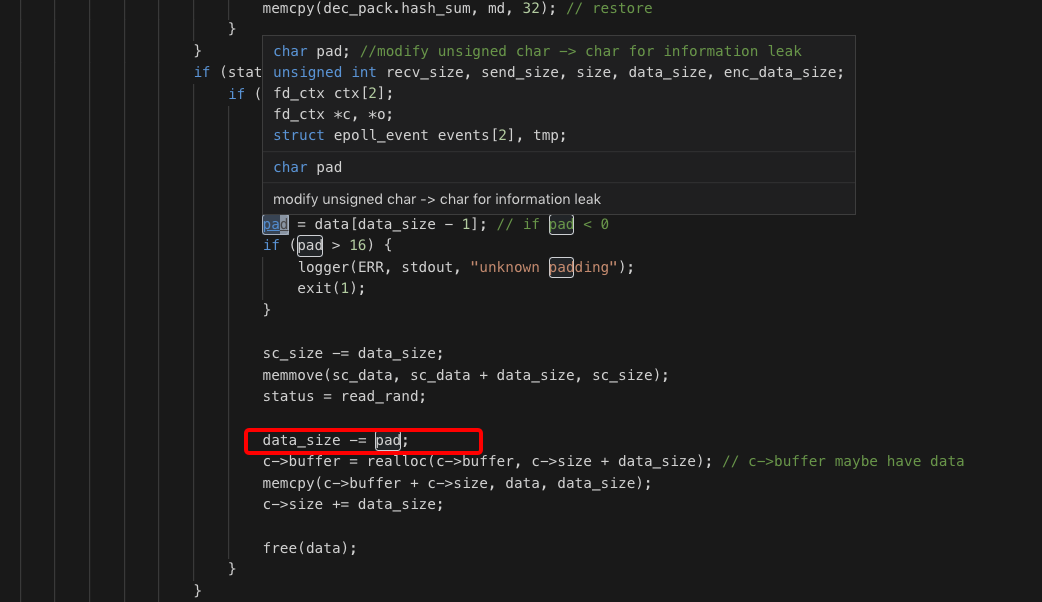 memcpy(dec_pack.hash_sum, md, 32); // restore
}
}
char pad; //modify unsigned char -> char for information leak
if (stat
unsigned int recv_size, send_size, size, data_size, enc_data_size;
if (
fd_ctx ctx[2];
fd_ctx *c, *o;
struct epoll_event events[2], tmp;
char pad
modify unsigned char -> char for information leak
pad = data[data_size - 1]; // if pad < 0
if (pad > 16) {
logger(ERR, stdout, "unknown padding");
exit(1);
}
sc_size -= data_size;
memmove(sc_data, sc_data + data_size, sc_size);
status = read_rand;
data_size -= pad;
c->buffer = realloc(c->buffer, c->size + data_size); // c->buffer maybe have data
memcpy(c->buffer + c->size, data, data_size);
c->size += data_size;
free(data);
}
}